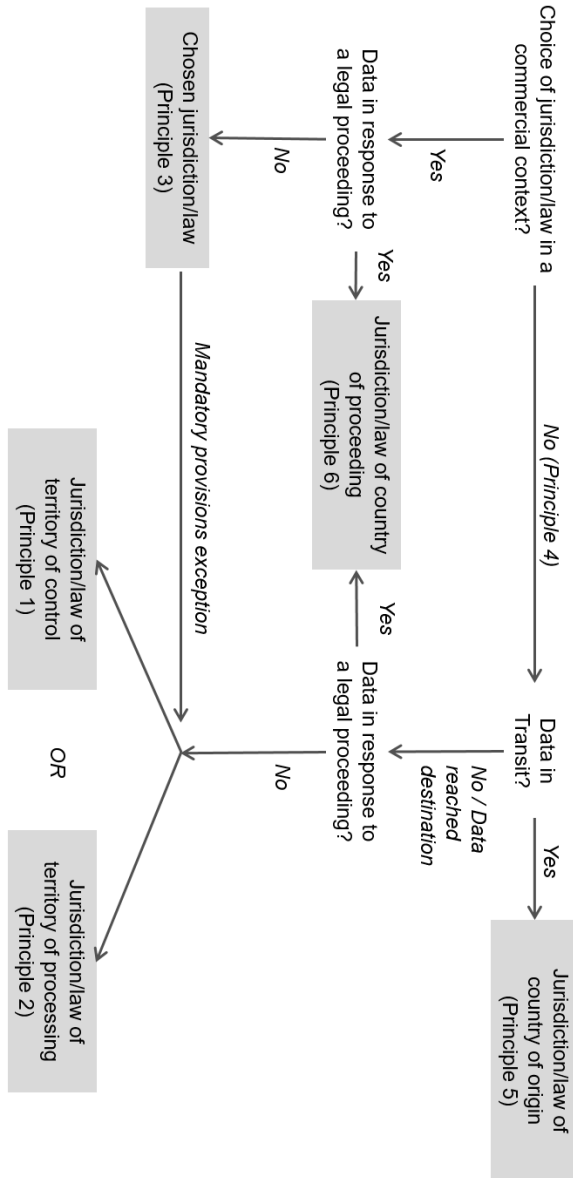 Choice of jurisdiction/law in a
commercial context?
No (Principle 4)
Data in
Transit?
Yes
Jurisdiction/law of
country of origin
(Principle 5)
Yes
No / Data
reached
destination
Data in response to
a legal proceeding?
Yes
Jurisdiction/law of country
of proceeding
(Principle 6)
Yes
Data in response to
a legal proceeding?
No
No
Chosen jurisdiction/law
(Principle 3)
Mandatory provisions exception
Jurisdiction/law of
territory of control
(Principle 1)
OR
Jurisdiction/law of
territory of processing
(Principle 2)